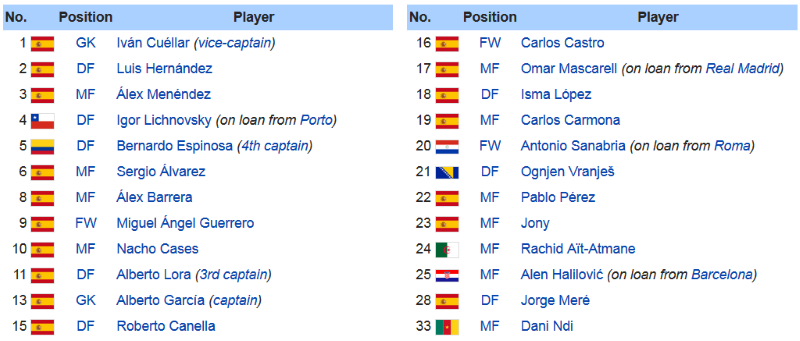 No. Position Player
1 GK Iván Cuéllar (vice-captain)
2 DF Luis Hernández
3 MF Álex Menéndez
4 DF Igor Lichnovsky (on loan from Porto)
5 DF Bernardo Espinosa (4th captain)
6 MF Sergio Álvarez
8 MF Álex Barrera
9 FW Miguel Ángel Guerrero
10 MF Nacho Cases
11 DF Alberto Lora (3rd captain)
13 GK Alberto García (captain)
15 DF Roberto Canella
No. Position Player
16 FW Carlos Castro
17 MF Omar Mascarell (on loan from Real Madrid)
18 DF Isma López
19 MF Carlos Carmona
20 FW Antonio Sanabria (on loan from Roma)
21 DF Ognjen Vranješ
22 MF Pablo Pérez
23 MF Jony
24 MF Rachid Aït-Atmane
25 MF Alen Halilović (on loan from Barcelona)
28 DF Jorge Meré
33 MF Dani Ndi